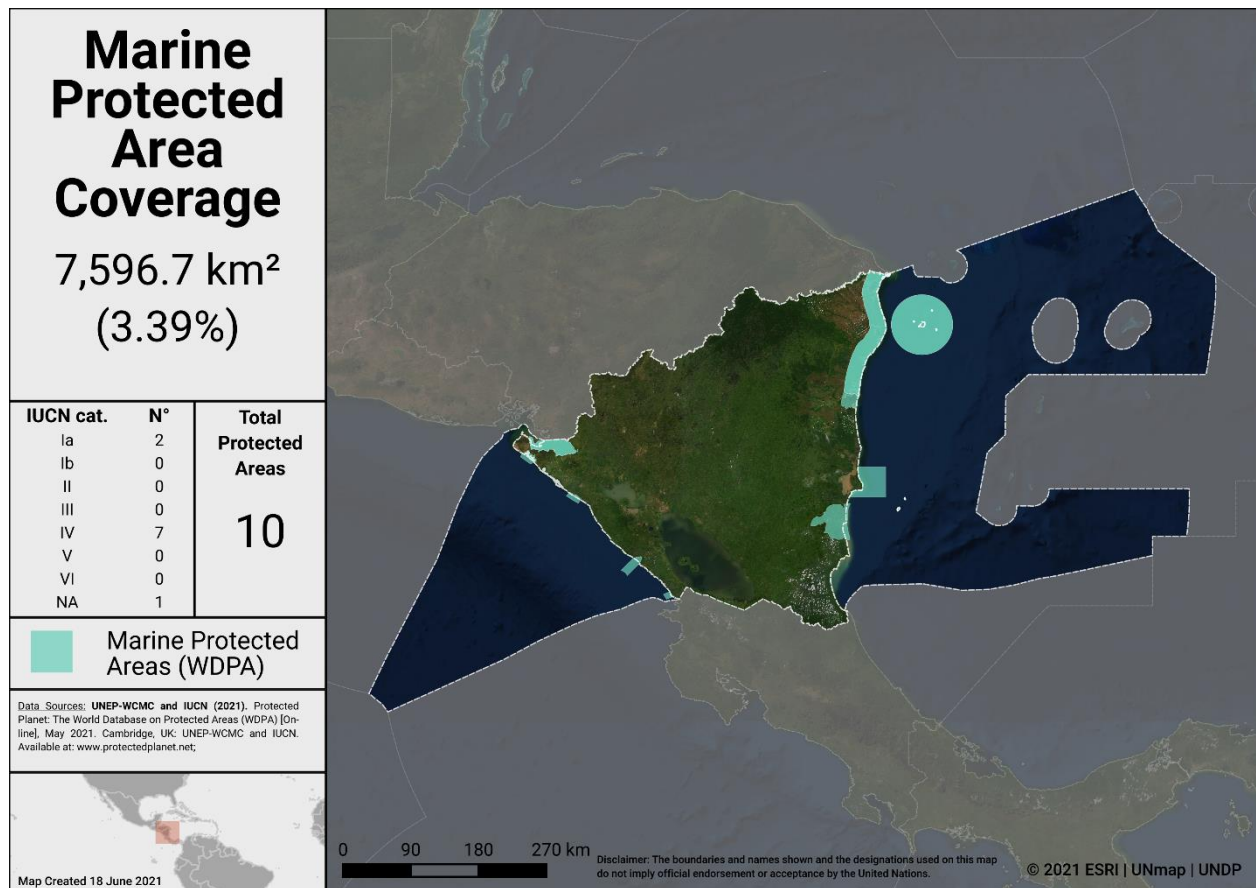 Marine
Protected
Area
Coverage
7,596.7 km²
(3.39%)
IUCN cat. N°
Ia 2
Ib 0
II 0
III 0
IV 7
V 0
VI 0
NA 1
Total
Protected
Areas
10
Marine Protected
Areas (WDPA)
Data Sources: UNEP-WCMC and IUCN (2021). Protected
Planet: The World Database on Protected Areas (WDPA) [On-
line], May 2021. Cambridge, UK: UNEP-WCMC and IUCN.
Available at: www.protectedplanet.net;
Map Created 18 June 2021
0 90 180 270 km
Disclaimer: The boundaries and names shown and the designations used on this map
do not imply official endorsement or acceptance by the United Nations.
© 2021 ESRI | UNmap | UNDP